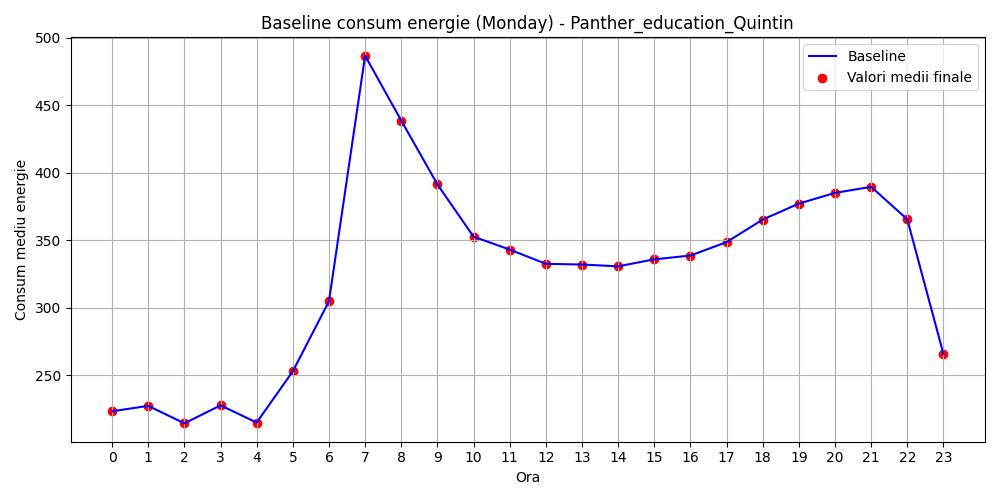 Baseline consum energie (Monday) - Panther_education_Quintin
Baseline
Valori medii finale
500
450
400
350
300
250
Consum mediu energie
0 1 2 3 4 5 6 7 8 9 10 11 12 13 14 15 16 17 18 19 20 21 22 23
Ora